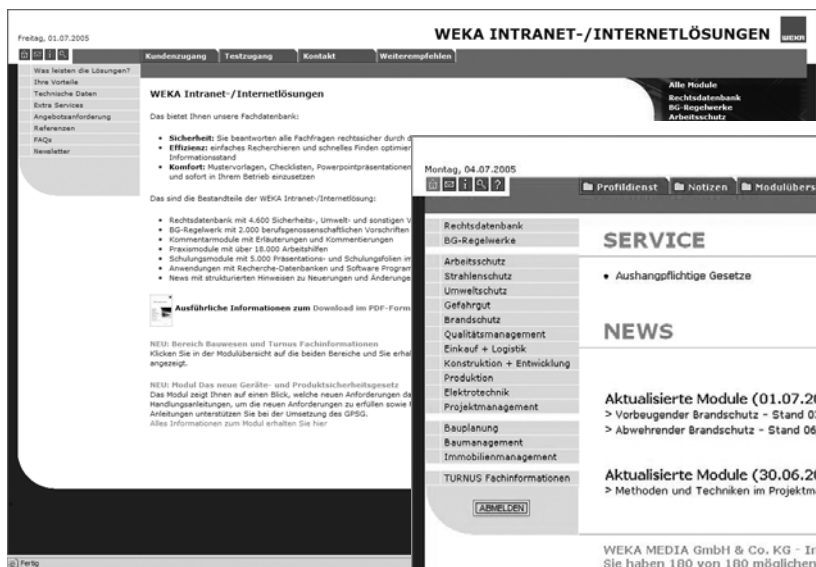 WEKA INTRANET-/INTERNETLÖSUNGEN
WEKA
Freitag, 01.07.2005
Kundenzugang Testzugang Kontakt Weiterempfehlen
Was leisten die Lösungen?
Ihre Vorteile
Technische Daten
Extra Services
Angebotsanforderung
Referenzen
FAQs
Newsletter
Alle Module
Rechtsdatenbank
BG-Regelwerke
Arbeitsschutz
WEKA Intranet-/Internetlösungen
Das bietet Ihnen unsere Fachdatenbank:
• Sicherheit: Sie beantworten alle Fachfragen rechtssicher durch
• Effizienz: einfaches Recherchieren und schnelles Finden optimier
Informationsstand
• Komfort: Mustervorlagen, Checklisten, Powerpointpräsentationen
und sofort in Ihrem Betrieb einzusetzen
Das sind die Bestandteile der WEKA Intranet-/Internetlösung:
• Rechtsdatenbank mit 4.600 Sicherheits-, Umwelt- und sonstigen V
• BG-Regelwerk mit 2.000 berufsgenossenschaftlichen Vorschriften
• Kommentarmodule mit Erläuterungen und Kommentierungen
• Praxismodule mit über 18.000 Arbeitshilfen
• Schulungsmodule mit 5.000 Präsentations- und Schulungsfolien im
• Anwendungen mit Recherche-Datenbanken und Software Program
• News mit strukturierten Hinweisen zu Neuerungen und Änderunge
Ausführliche Informationen zum Download im PDF-Form
NEU: Bereich Bauwesen und Turnus Fachinformationen
Klicken Sie in der Modulübersicht auf die beiden Bereiche und Sie erhal
angezeigt.
NEU: Modul Das neue Geräte- und Produktsicherheitsgesetz
Das Modul zeigt Ihnen auf einen Blick, welche neuen Anforderungen da
Handlungsanleitungen, um die neuen Anforderungen zu erfüllen sowie
Anleitungen unterstützen Sie bei der Umsetzung des GPSG.
Alles Informationen zum Modul erhalten Sie hier
Fertig
Montag, 04.07.2005
Profildienst Notizen Modulübers
Rechtsdatenbank
BG-Regelwerke
Arbeitsschutz
Strahlenschutz
Umweltschutz
Gefahrgut
Brandschutz
Qualitätsmanagement
Einkauf + Logistik
Konstruktion + Entwicklung
Produktion
Elektrotechnik
Projektmanagement
Bauplanung
Baumanagement
Immobilienmanagement
TURNUS Fachinformationen
ABMELDEN
SERVICE
• Aushangpflichtige Gesetze
NEWS
Aktualisierte Module (01.07.20
> Vorbeugender Brandschutz - Stand 0
> Abwehrender Brandschutz - Stand 06
Aktualisierte Module (30.06.20
> Methoden und Techniken im Projektm
WEKA MEDIA GmbH & Co. KG - In
Sie haben 180 von 180 möglichen